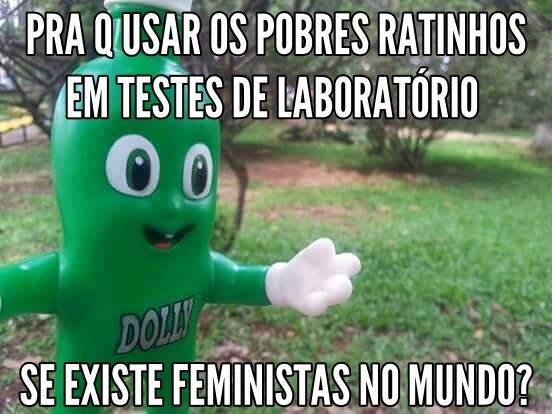 PRA Q USAR OS POBRES RATINHOS
EM TESTES DE LABORATÓRIO
DOLLY
SE EXISTE FEMINISTAS NO MUNDO?